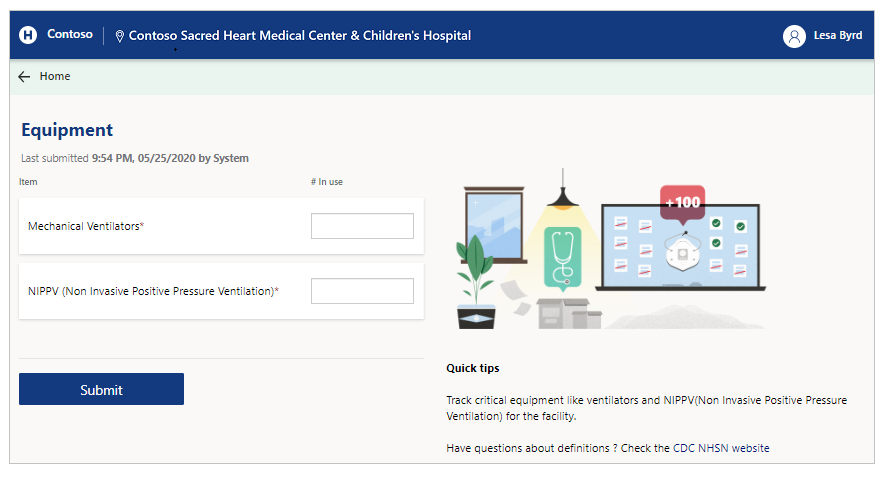 H Contoso Contoso Sacred Heart Medical Center & Children's Hospital Lesa Byrd
Home
Equipment
Last submitted 9:54 PM, 05/25/2020 by System
Item # In use
Mechanical Ventilators*
NIPPV (Non Invasive Positive Pressure Ventilation)*
Submit
+100
Quick tips
Track critical equipment like ventilators and NIPPV(Non Invasive Positive Pressure
Ventilation) for the facility.
Have questions about definitions ? Check the CDC NHSN website